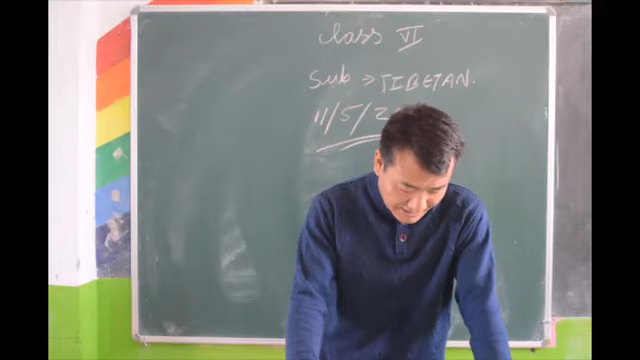 Class VI
Sub → TIBETAN.
11/5/2